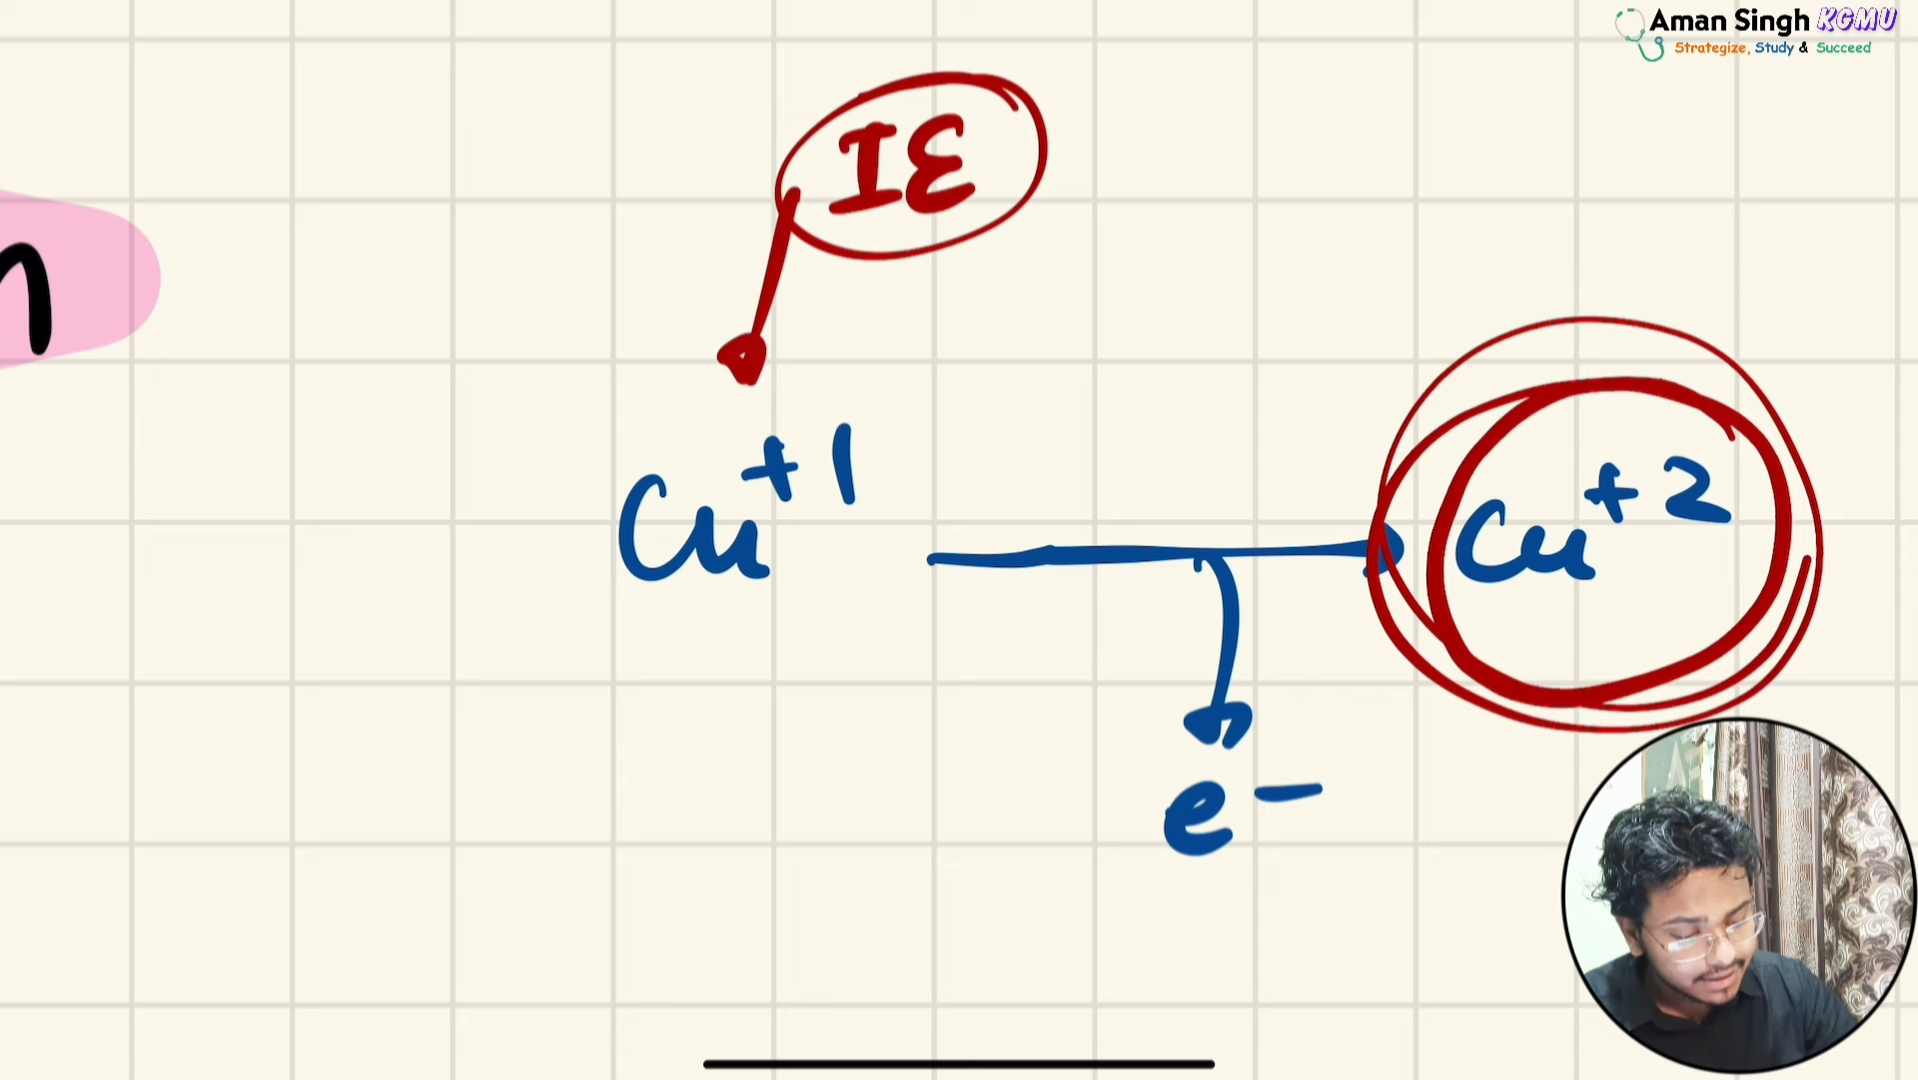 Aman Singh KGMU
Strategize, Study & Succeed
IE
n
Cu+1
Cu+2
e-